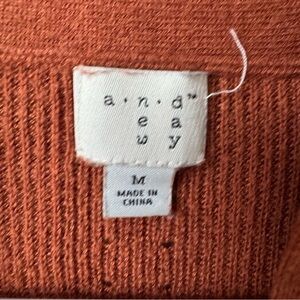 a · n · d™
e a
w y
M
MADE IN
CHINA